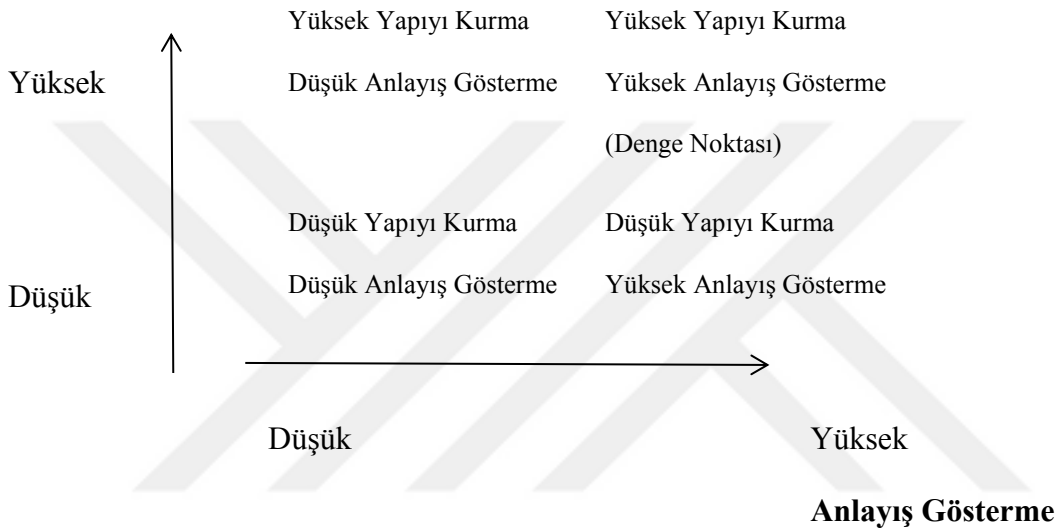 Yüksek Yapıyı Kurma Yüksek Yapıyı Kurma
Yüksek Düşük Anlayış Gösterme Yüksek Anlayış Gösterme
(Denge Noktası)
Düşük Yapıyı Kurma Düşük Yapıyı Kurma
Düşük Düşük Anlayış Gösterme Yüksek Anlayış Gösterme
Düşük Yüksek
Anlayış Gösterme